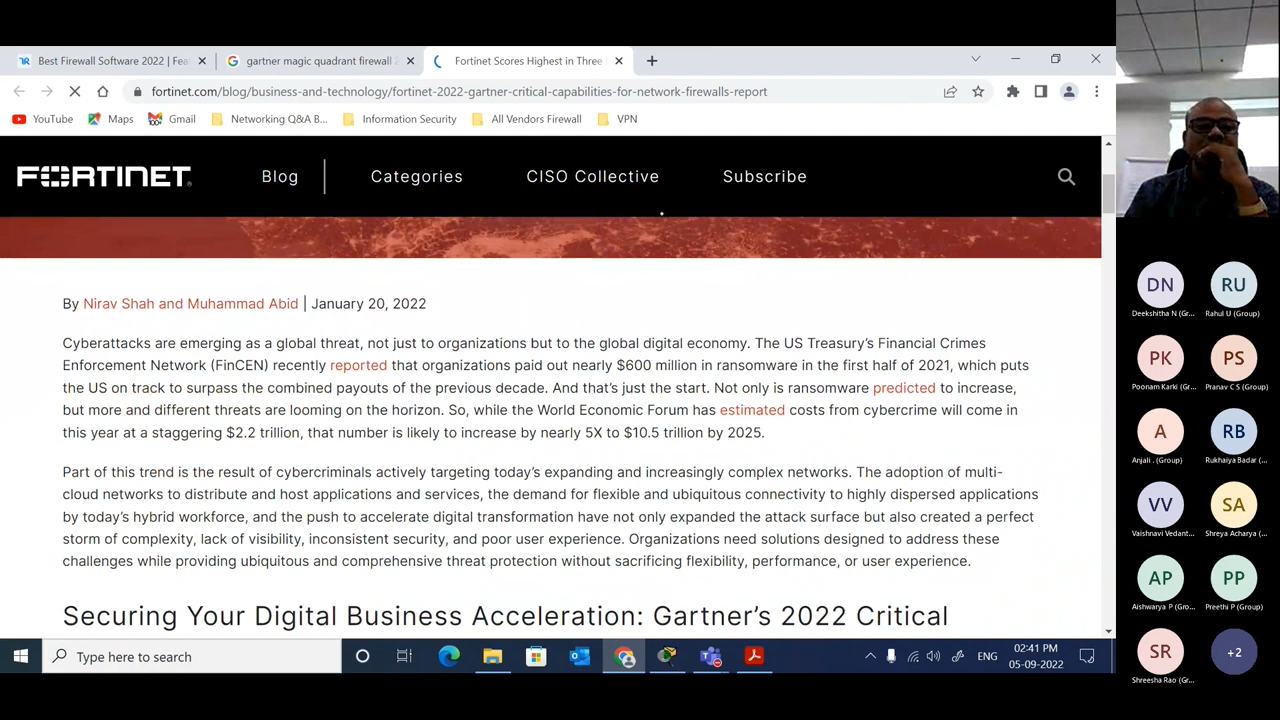 Best Firewall Software 2022 | Fea
gartner magic quadrant firewall 2
Fortinet Scores Highest in Three
fortinet.com/blog/business-and-technology/fortinet-2022-gartner-critical-capabilities-for-network-firewalls-report
YouTube
Maps
Gmail
Networking Q&A B...
Information Security
All Vendors Firewall
VPN
FORTINET
Blog
Categories
CISO Collective
Subscribe
By Nirav Shah and Muhammad Abid | January 20, 2022
Cyberattacks are emerging as a global threat, not just to organizations but to the global digital economy. The US Treasury's Financial Crimes
Enforcement Network (FinCEN) recently reported that organizations paid out nearly $600 million in ransomware in the first half of 2021, which puts
the US on track to surpass the combined payouts of the previous decade. And that's just the start. Not only is ransomware predicted to increase,
but more and different threats are looming on the horizon. So, while the World Economic Forum has estimated costs from cybercrime will come in
this year at a staggering $2.2 trillion, that number is likely to increase by nearly 5X to $10.5 trillion by 2025.
Part of this trend is the result of cybercriminals actively targeting today's expanding and increasingly complex networks. The adoption of multi-
cloud networks to distribute and host applications and services, the demand for flexible and ubiquitous connectivity to highly dispersed applications
by today's hybrid workforce, and the push to accelerate digital transformation have not only expanded the attack surface but also created a perfect
storm of complexity, lack of visibility, inconsistent security, and poor user experience. Organizations need solutions designed to address these
challenges while providing ubiquitous and comprehensive threat protection without sacrificing flexibility, performance, or user experience.
Securing Your Digital Business Acceleration: Gartner's 2022 Critical
Type here to search
ENG
02:41 PM
05-09-2022
DN
RU
Deekshitha N (Gr...
Rahul U (Group)
PK
PS
Poonam Karki (Gr...
Pranav C S (Group)
A
RB
Anjali . (Group)
Rukhaiya Badar (...
VV
SA
Vaishnavi Vedant...
Shreya Acharya (...
AP
PP
Aishwarya P (Gro...
Preethi P (Group)
SR
+2
Shreesha Rao (Gr...